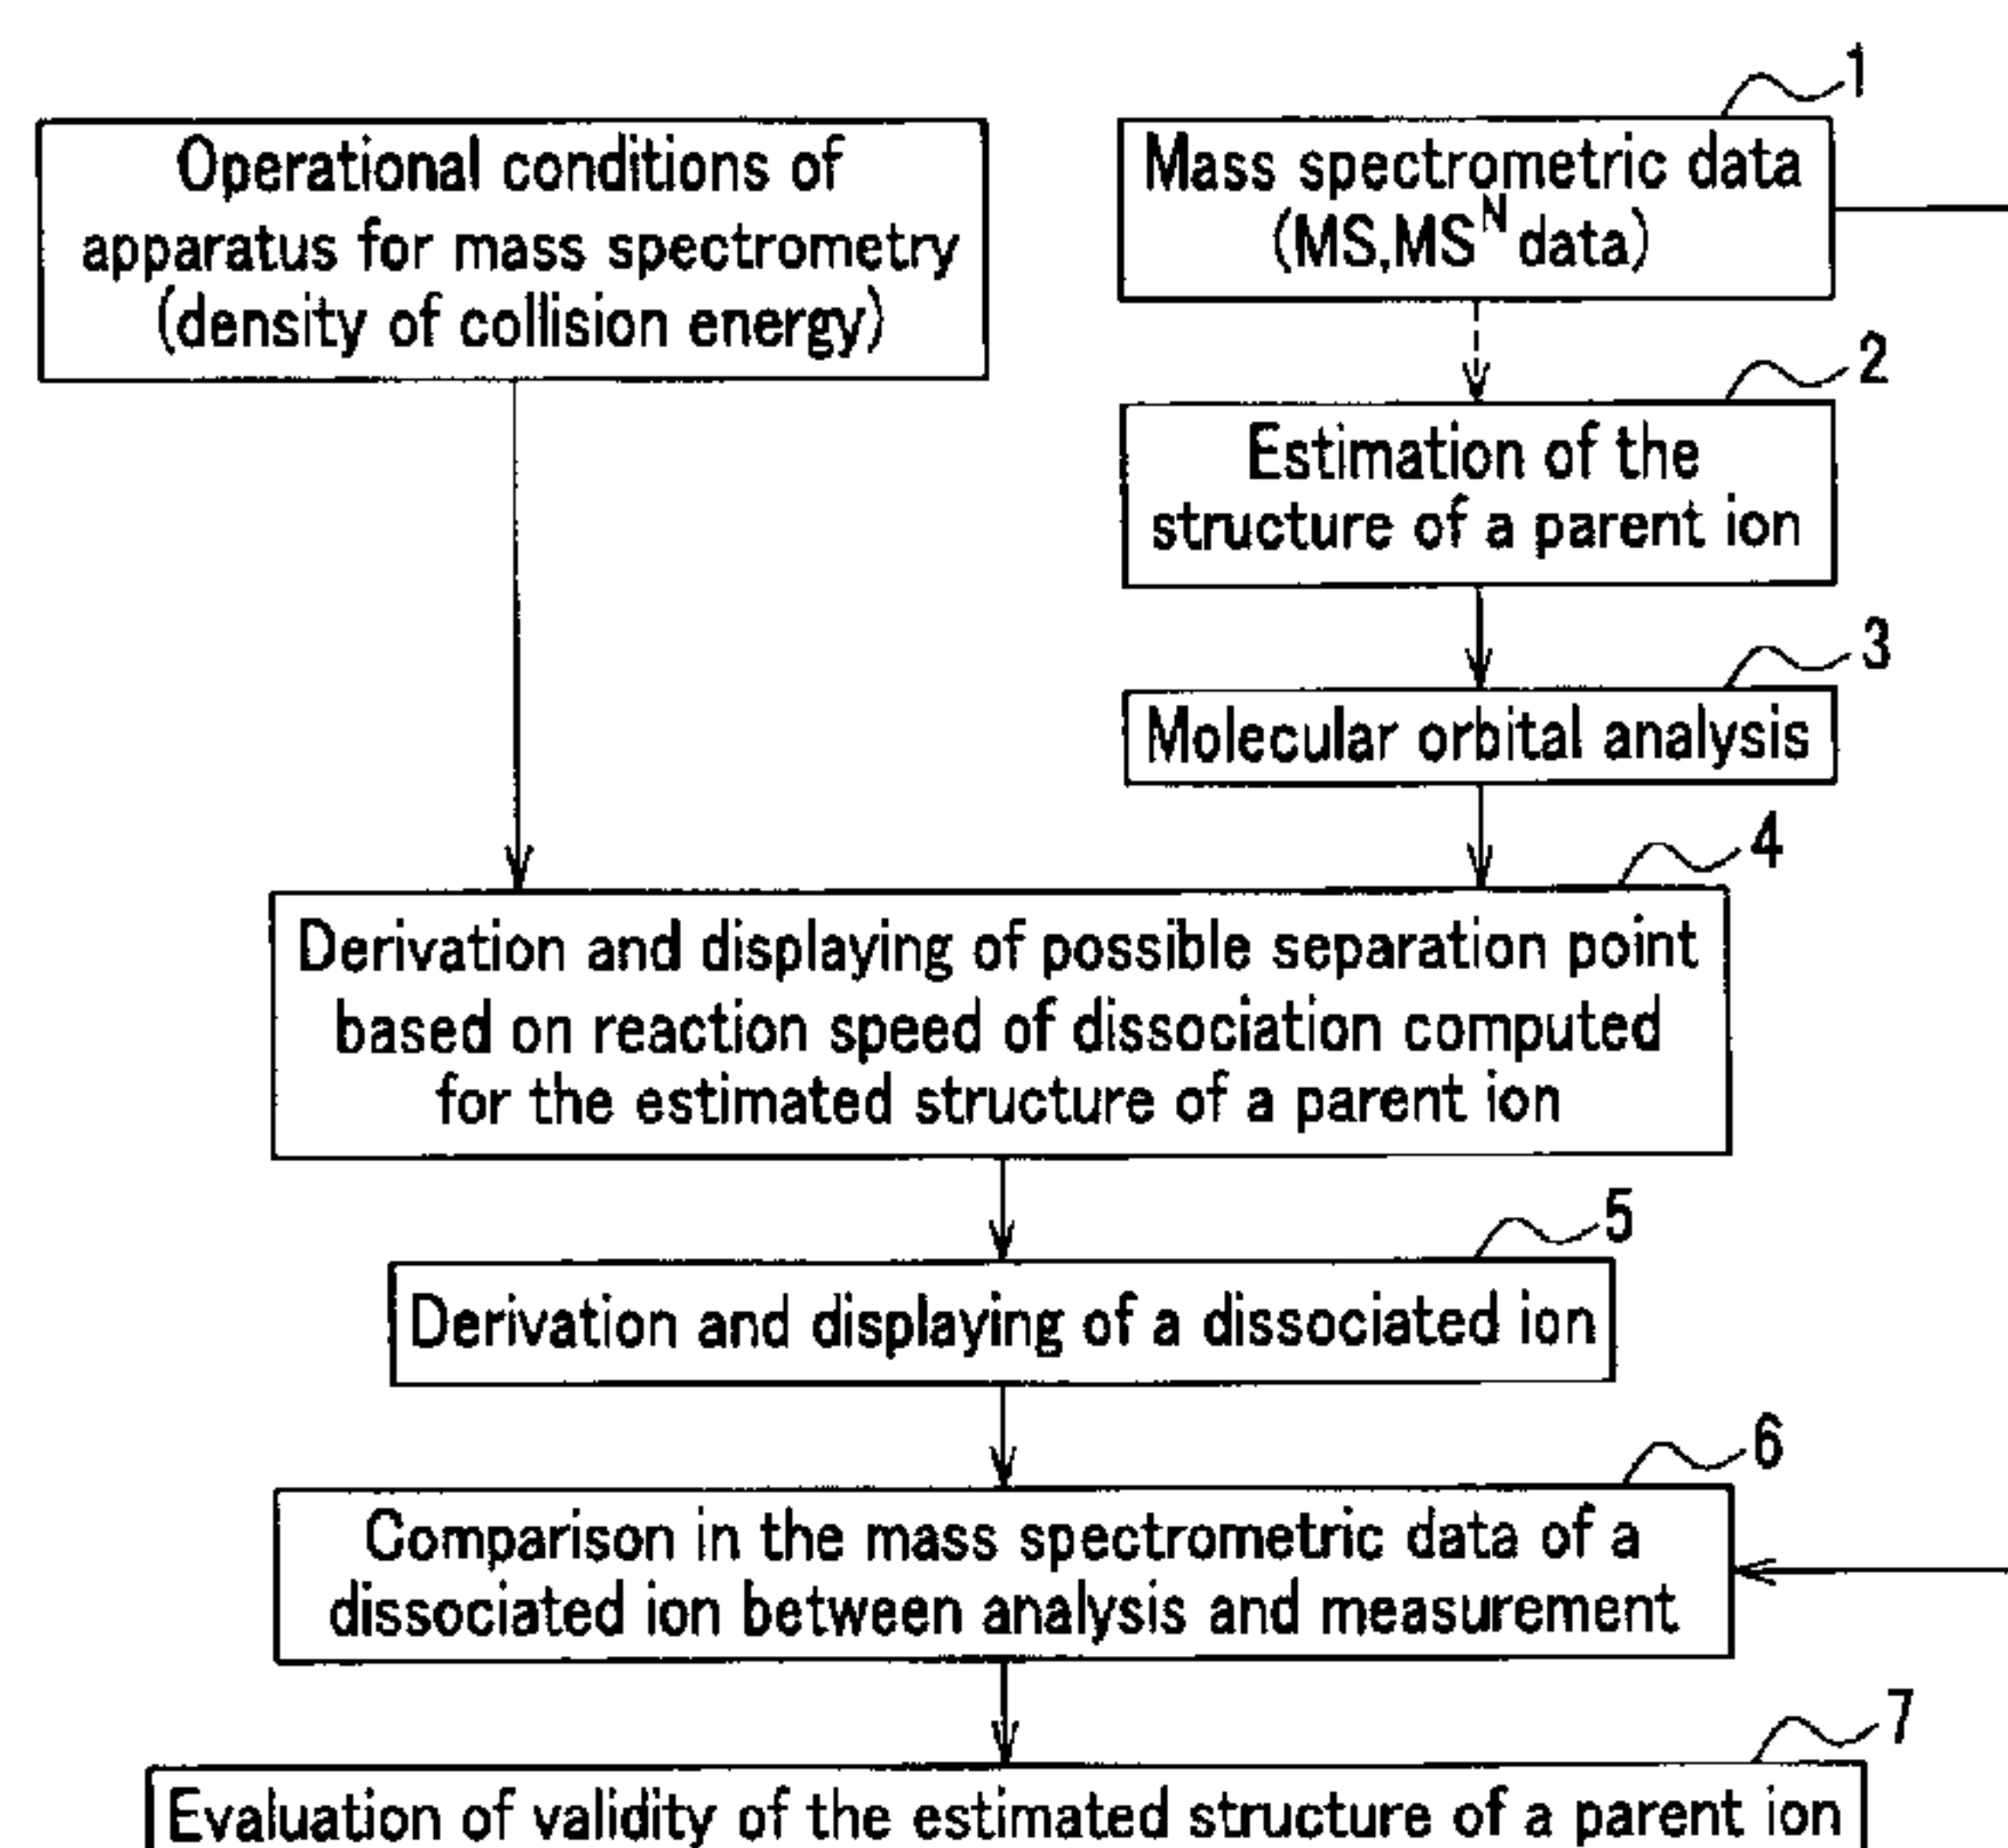 Operational conditions of
apparatus for mass spectrometry
(density of collision energy)
1
Mass spectrometric data
(MS,MSᴺ data)
2
Estimation of the
structure of a parent ion
3
Molecular orbital analysis
4
Derivation and displaying of possible separation point
based on reaction speed of dissociation computed
for the estimated structure of a parent ion
5
Derivation and displaying of a dissociated ion
6
Comparison in the mass spectrometric data of a
dissociated ion between analysis and measurement
7
Evaluation of validity of the estimated structure of a parent ion